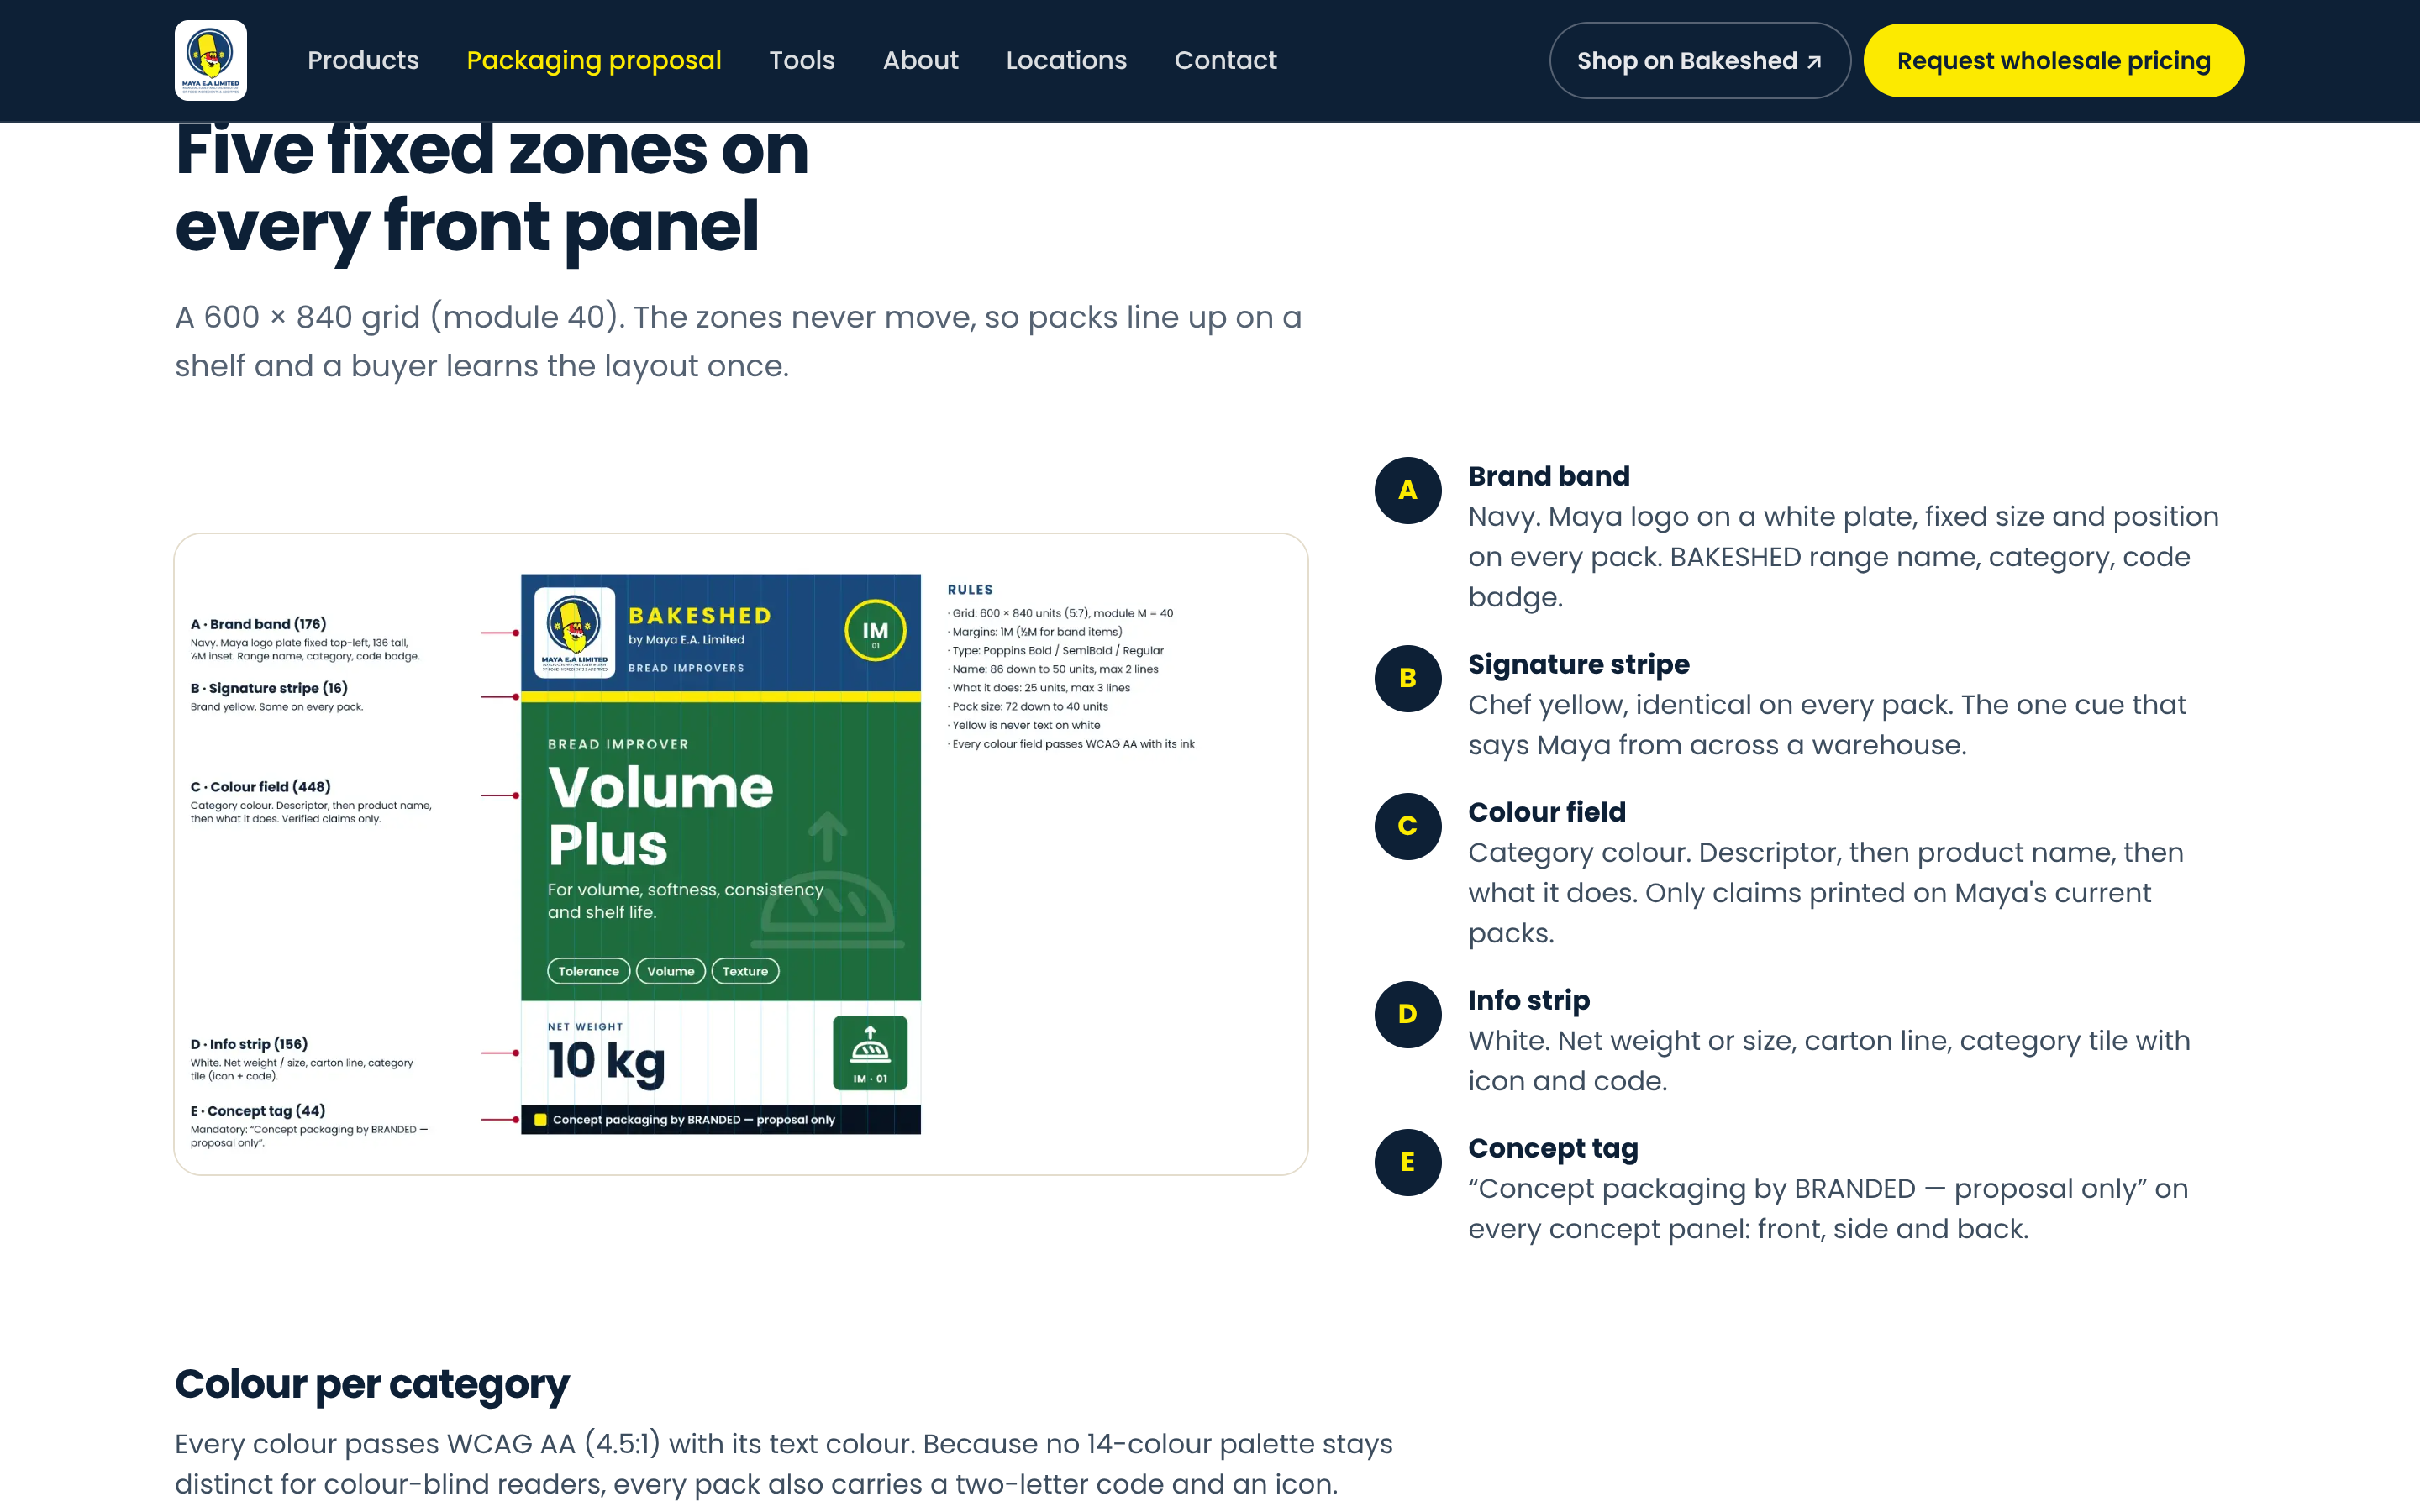 MAYA E.A LIMITED
Products
Packaging proposal
Tools
About
Locations
Contact
Shop on Bakeshed ↗
Request wholesale pricing
Five fixed zones on
every front panel
A 600 × 840 grid (module 40). The zones never move, so packs line up on a
shelf and a buyer learns the layout once.
A · Brand band (176)
Navy. Maya logo plate fixed top-left, 136 tall,
½M inset. Range name, category, code badge.
B · Signature stripe (16)
Brand yellow. Same on every pack.
C · Colour field (448)
Category colour. Descriptor, then product name,
then what it does. Verified claims only.
D · Info strip (156)
White. Net weight / size, carton line, category
tile (icon + code).
E · Concept tag (44)
Mandatory: “Concept packaging by BRANDED —
proposal only”.
MAYA E.A LIMITED
BAKESHED
by Maya E.A. Limited
BREAD IMPROVERS
IM
01
BREAD IMPROVER
Volume
Plus
For volume, softness, consistency
and shelf life.
Tolerance
Volume
Texture
NET WEIGHT
10 kg
IM · 01
Concept packaging by BRANDED — proposal only
RULES
· Grid: 600 × 840 units (5:7), module M = 40
· Margins: 1M (½M for band items)
· Type: Poppins Bold / SemiBold / Regular
· Name: 86 down to 50 units, max 2 lines
· What it does: 25 units, max 3 lines
· Pack size: 72 down to 40 units
· Yellow is never text on white
· Every colour field passes WCAG AA with its ink
A
Brand band
Navy. Maya logo on a white plate, fixed size and position
on every pack. BAKESHED range name, category, code
badge.
B
Signature stripe
Chef yellow, identical on every pack. The one cue that
says Maya from across a warehouse.
C
Colour field
Category colour. Descriptor, then product name, then
what it does. Only claims printed on Maya's current
packs.
D
Info strip
White. Net weight or size, carton line, category tile with
icon and code.
E
Concept tag
“Concept packaging by BRANDED — proposal only” on
every concept panel: front, side and back.
Colour per category
Every colour passes WCAG AA (4.5:1) with its text colour. Because no 14-colour palette stays
distinct for colour-blind readers, every pack also carries a two-letter code and an icon.